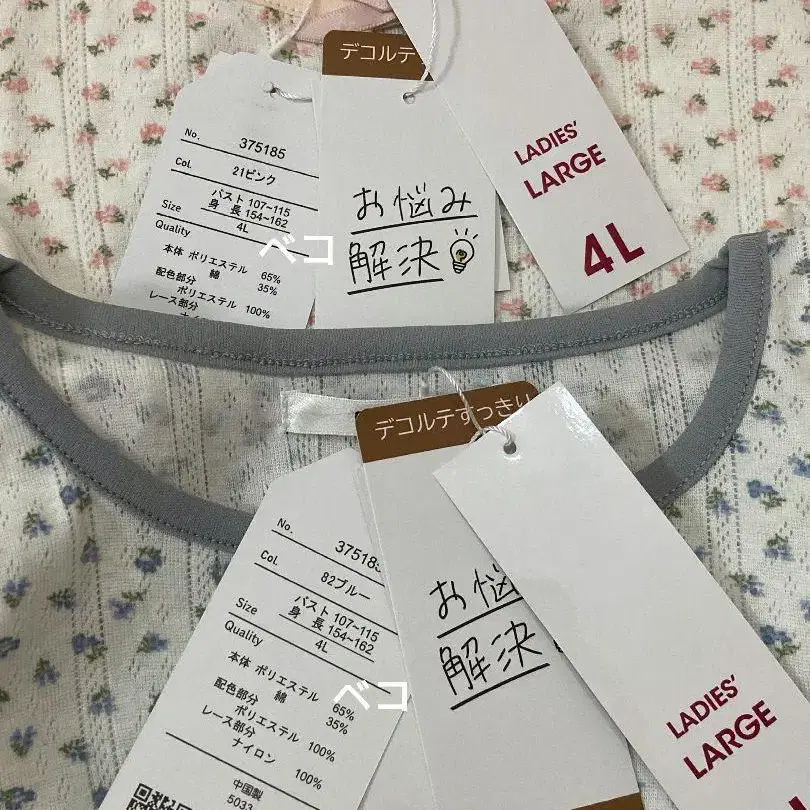 デコルテ
No. 375185
Col. 21ピンク
Size バスト 107~115
身 長 154~162
4L
Quality
本体 ポリエステル 65%
綿 35%
配色部分
ポリエステル 100%
レース部分
お悩み
解決
LADIES'
LARGE
4L
ベコ
デコルテすっきり
No. 375185
Col. 82ブルー
Size バスト 107~115
身 長 154~162
4L
Quality
本体 ポリエステル 65%
綿 35%
配色部分
ポリエステル 100%
レース部分
ナイロン 100%
中国製
5033
お悩
解決
LADIES'
LARGE
ベコ